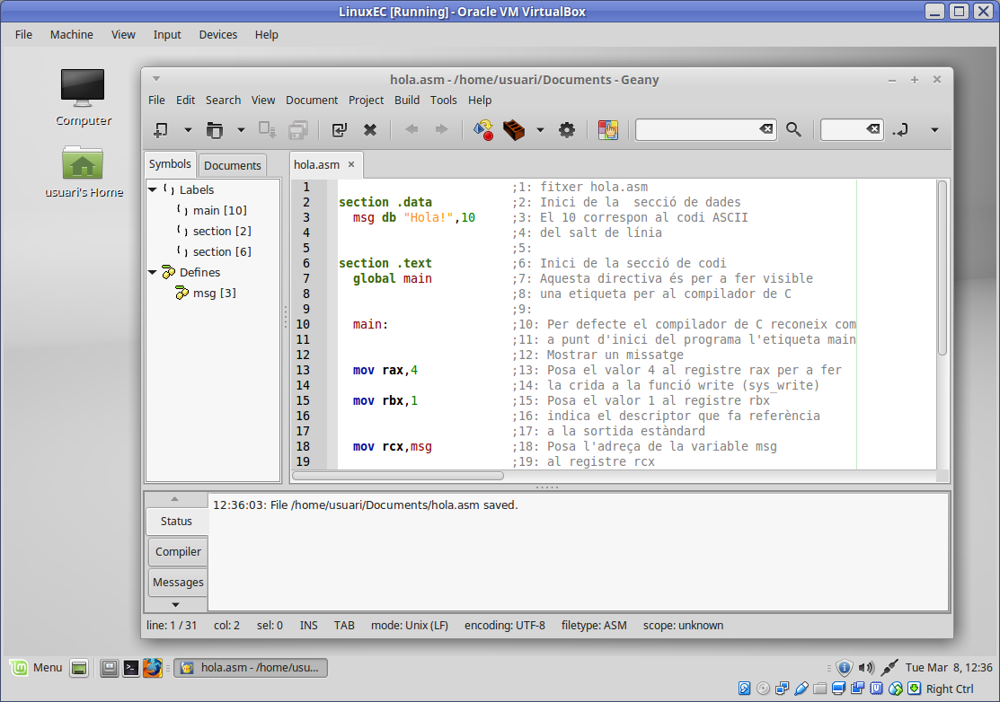 LinuxEC [Running] - Oracle VM VirtualBox
File Machine View Input Devices Help
Computer
usuari's Home
hola.asm - /home/usuari/Documents - Geany
File Edit Search View Document Project Build Tools Help
Symbols Documents
Labels
main [10]
section [2]
section [6]
Defines
msg [3]
hola.asm
1 ;1: fitxer hola.asm
2 section .data ;2: Inici de la  secció de dades
3 msg db "Hola!",10 ;3: El 10 correspon al codi ASCII
4 ;4: del salt de línia
5 ;5:
6 section .text ;6: Inici de la secció de codi
7 global main ;7: Aquesta directiva és per a fer visible
8 ;8: una etiqueta per al compilador de C
9 ;9:
10 main: ;10: Per defecte el compilador de C reconeix com
11 ;11: a punt d'inici del programa l'etiqueta main
12 ;12: Mostrar un missatge
13 mov rax,4 ;13: Posa el valor 4 al registre rax per a fer
14 ;14: la crida a la funció write (sys_write)
15 mov rbx,1 ;15: Posa el valor 1 al registre rbx
16 ;16: indica el descriptor que fa referència
17 ;17: a la sortida estàndard
18 mov rcx,msg ;18: Posa l'adreça de la variable msg
19 ;19: al registre rcx
Status
Compiler
Messages
12:36:03: File /home/usuari/Documents/hola.asm saved.
line: 1 / 31 col: 2 sel: 0 INS TAB mode: Unix (LF) encoding: UTF-8 filetype: ASM scope: unknown
Menu hola.asm - /home/usu... Tue Mar 8, 12:36
Right Ctrl